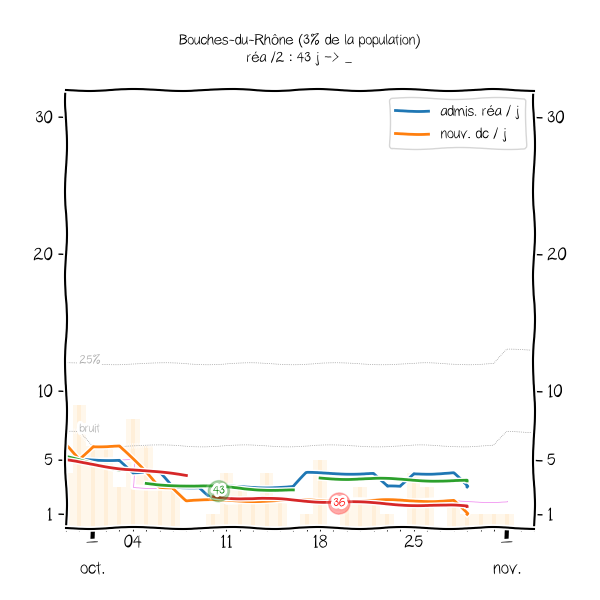 Bouches-du-Rhône (3% de la population)
réa /2 : 43 j -> _
admis. réa / j
nouv. dc / j
30 30
20 20
25%
10 10
bruit
5 5
43
36
1 1
04 11 18 25
oct. nov.